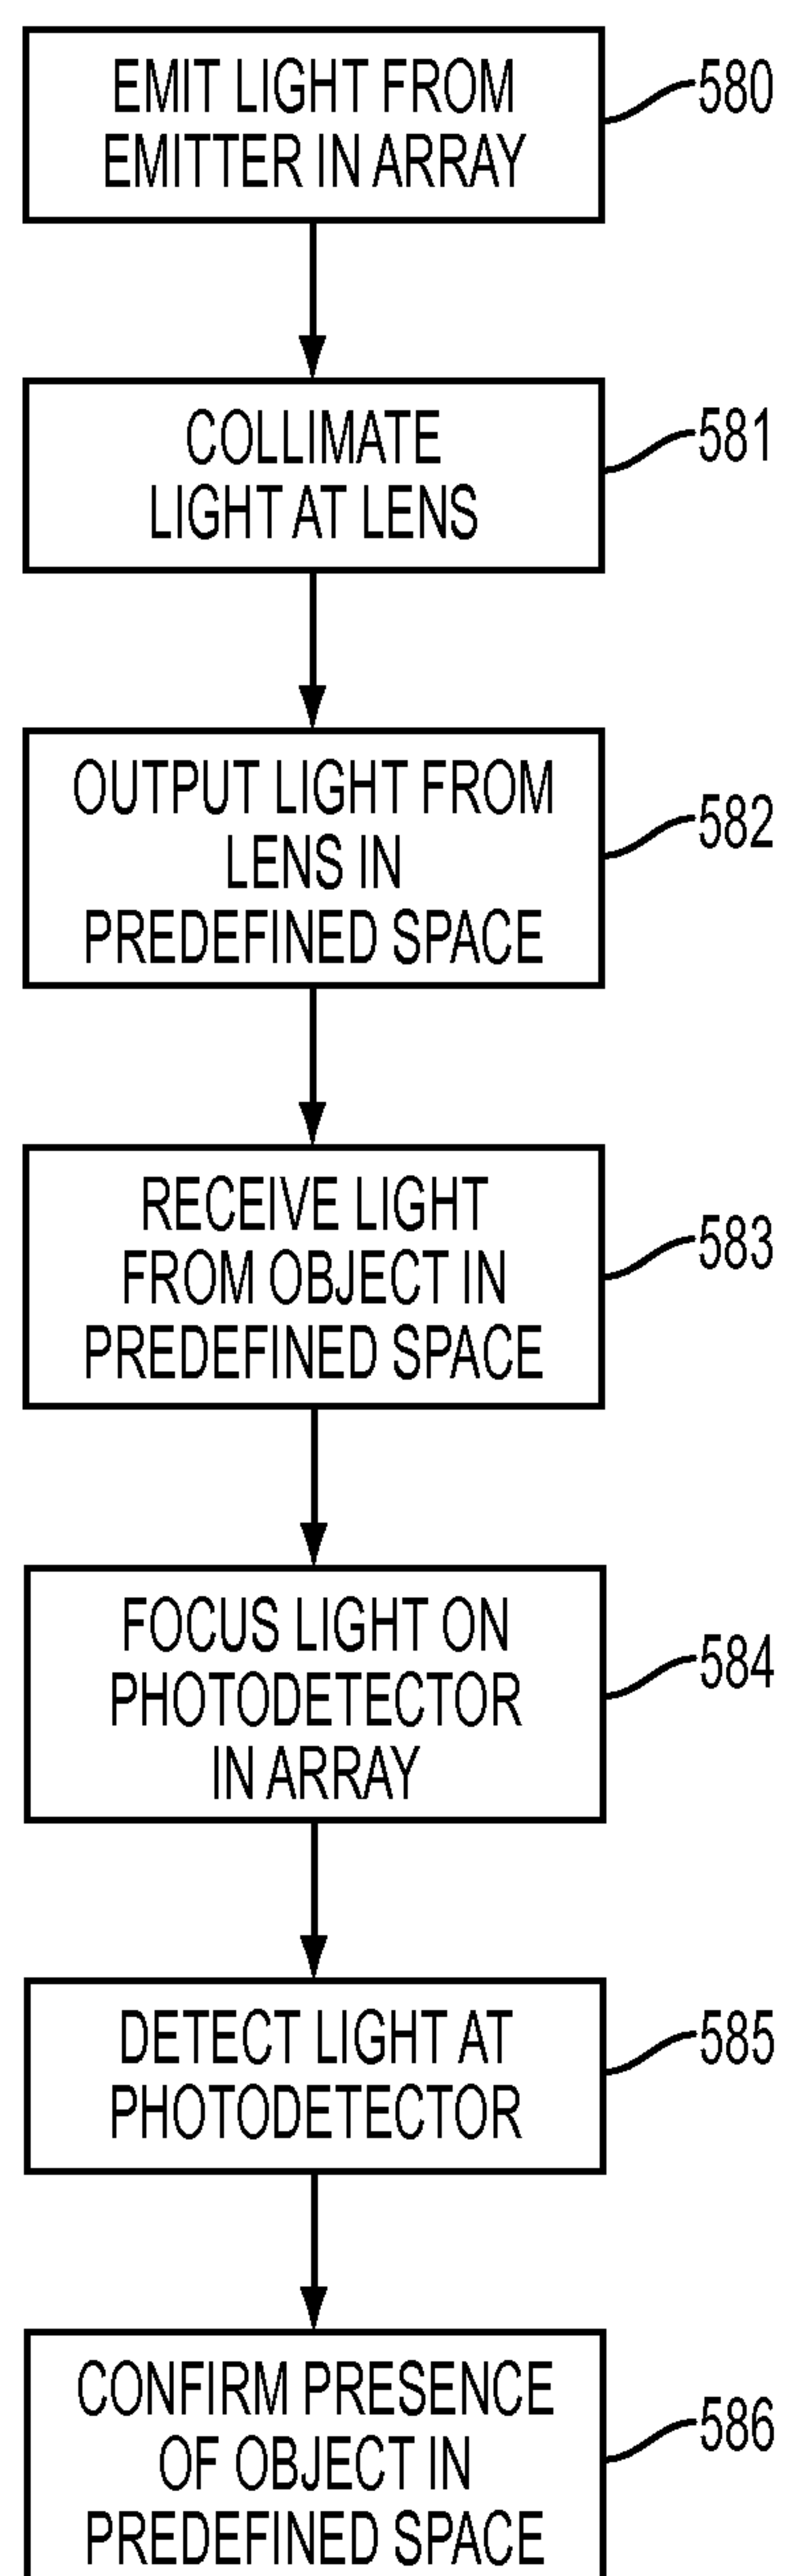 EMIT LIGHT FROM
EMITTER IN ARRAY
580
COLLIMATE
LIGHT AT LENS
581
OUTPUT LIGHT FROM
LENS IN
PREDEFINED SPACE
582
RECEIVE LIGHT
FROM OBJECT IN
PREDEFINED SPACE
583
FOCUS LIGHT ON
PHOTODETECTOR
IN ARRAY
584
DETECT LIGHT AT
PHOTODETECTOR
585
CONFIRM PRESENCE
OF OBJECT IN
PREDEFINED SPACE
586